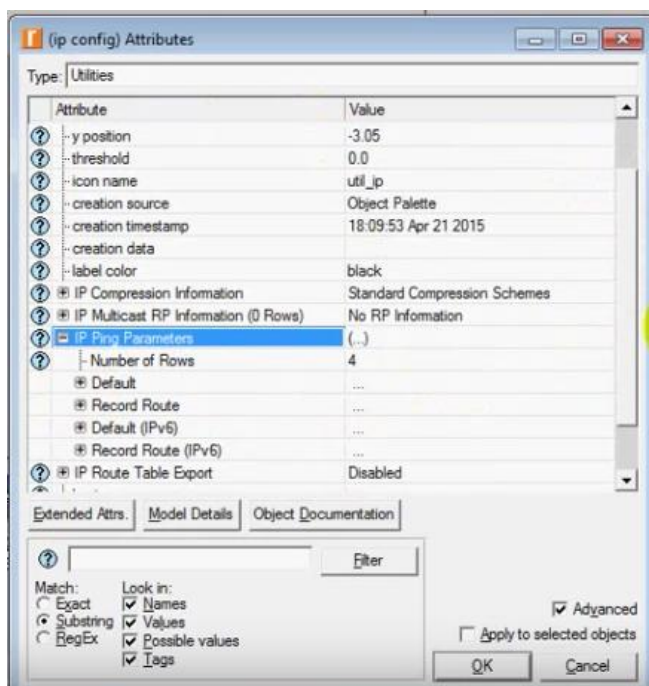 (ip config) Attributes
Type: Utilities
Attribute Value
y position -3.05
threshold 0.0
icon name util_ip
creation source Object Palette
creation timestamp 18:09:53 Apr 21 2015
creation data
label color black
IP Compression Information Standard Compression Schemes
IP Multicast RP Information (0 Rows) No RP Information
IP Ping Parameters (...)
Number of Rows 4
Default ...
Record Route ...
Default (IPv6) ...
Record Route (IPv6) ...
IP Route Table Export Disabled
Extended Attrs. Model Details Object Documentation
Filter
Match: Look in:
Exact Names
Substring Values
RegEx Possible values
Tags
Advanced
Apply to selected objects
OK Cancel